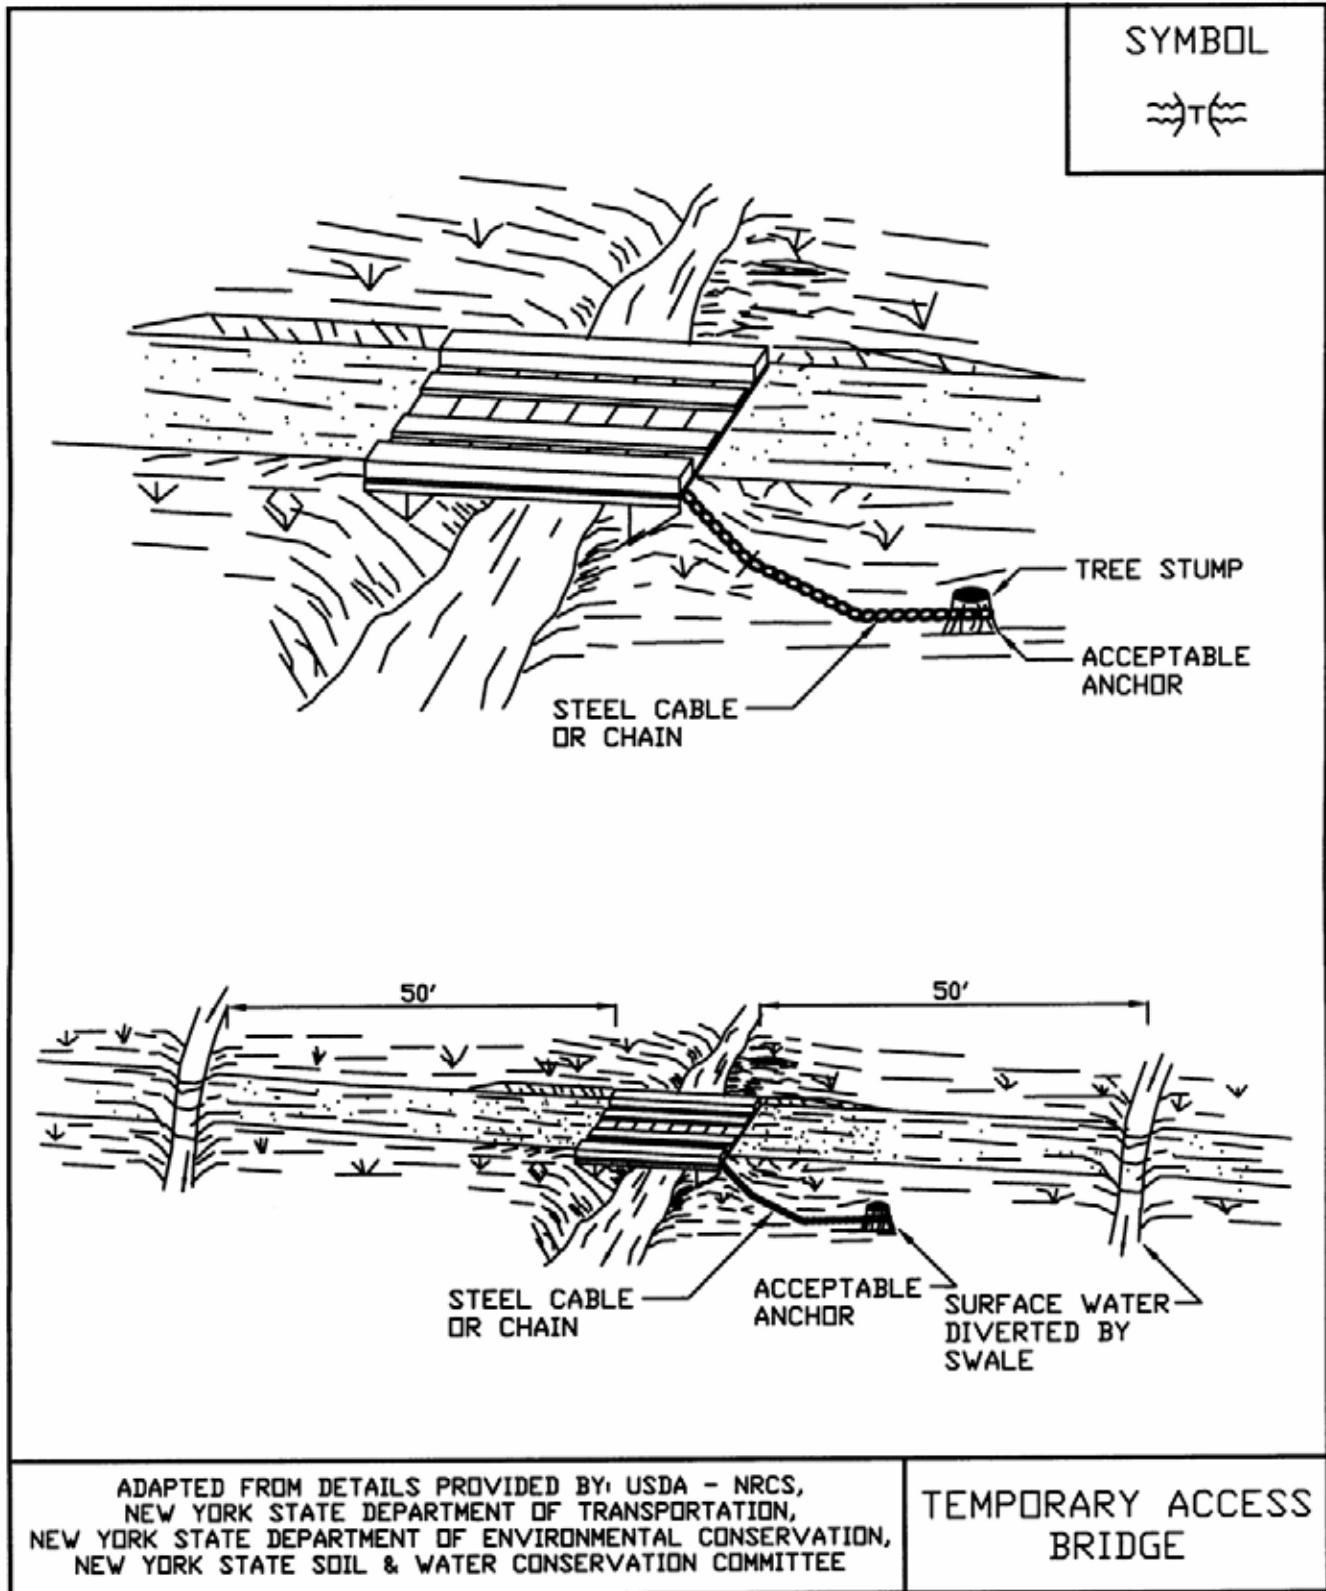 SYMBOL
T
TREE STUMP
ACCEPTABLE
ANCHOR
STEEL CABLE
OR CHAIN
50'
50'
STEEL CABLE
OR CHAIN
ACCEPTABLE
ANCHOR
SURFACE WATER
DIVERTED BY
SWALE
ADAPTED FROM DETAILS PROVIDED BY: USDA - NRCS,
NEW YORK STATE DEPARTMENT OF TRANSPORTATION,
NEW YORK STATE DEPARTMENT OF ENVIRONMENTAL CONSERVATION,
NEW YORK STATE SOIL & WATER CONSERVATION COMMITTEE
TEMPORARY ACCESS
BRIDGE